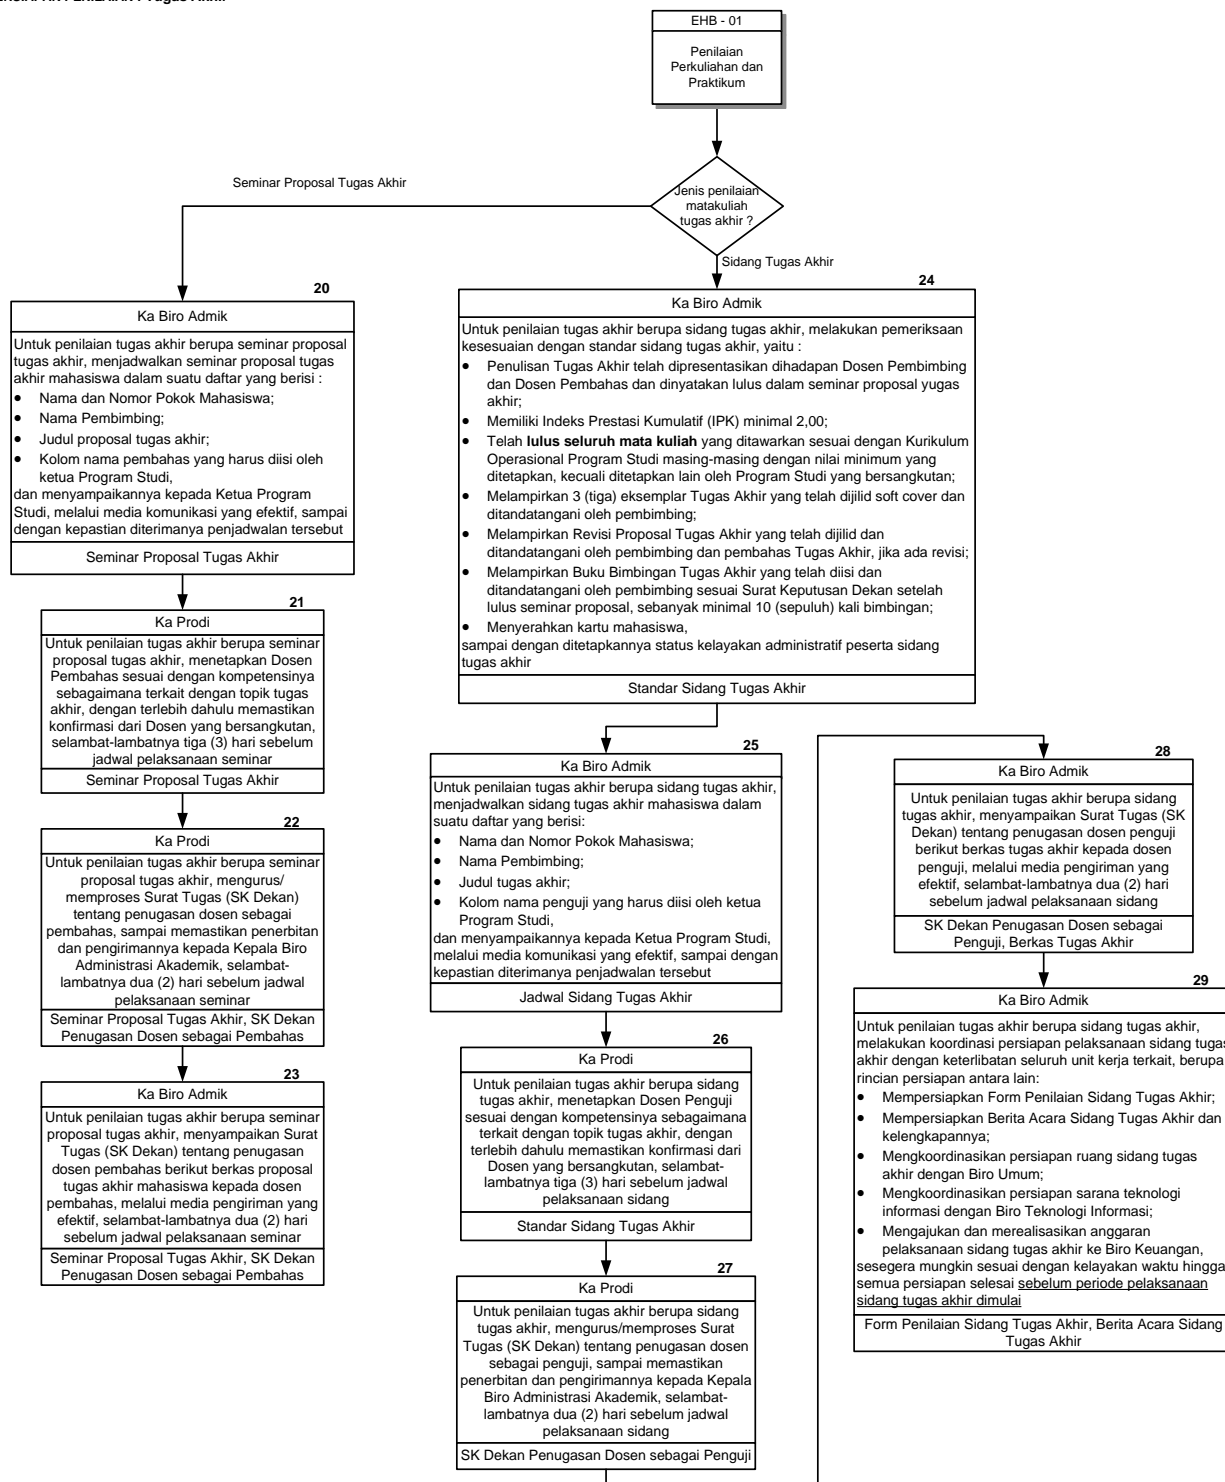 EHB - 01
Penilaian
Perkuliahan dan
Praktikum
Jenis penilaian
matakuliah
tugas akhir ?
Seminar Proposal Tugas Akhir
Sidang Tugas Akhir
20
Ka Biro Admik
Untuk penilaian tugas akhir berupa seminar proposal
tugas akhir, menjadwalkan seminar proposal tugas
akhir mahasiswa dalam suatu daftar yang berisi :
• Nama dan Nomor Pokok Mahasiswa;
• Nama Pembimbing;
• Judul proposal tugas akhir;
• Kolom nama pembahas yang harus diisi oleh
ketua Program Studi,
dan menyampaikannya kepada Ketua Program
Studi, melalui media komunikasi yang efektif, sampai
dengan kepastian diterimanya penjadwalan tersebut
Seminar Proposal Tugas Akhir
21
Ka Prodi
Untuk penilaian tugas akhir berupa seminar
proposal tugas akhir, menetapkan Dosen
Pembahas sesuai dengan kompetensinya
sebagaimana terkait dengan topik tugas
akhir, dengan terlebih dahulu memastikan
konfirmasi dari Dosen yang bersangkutan,
selambat-lambatnya tiga (3) hari sebelum
jadwal pelaksanaan seminar
Seminar Proposal Tugas Akhir
22
Ka Prodi
Untuk penilaian tugas akhir berupa seminar
proposal tugas akhir, mengurus/
memproses Surat Tugas (SK Dekan)
tentang penugasan dosen sebagai
pembahas, sampai memastikan penerbitan
dan pengirimannya kepada Kepala Biro
Administrasi Akademik, selambat-
lambatnya dua (2) hari sebelum jadwal
pelaksanaan seminar
Seminar Proposal Tugas Akhir, SK Dekan
Penugasan Dosen sebagai Pembahas
23
Ka Biro Admik
Untuk penilaian tugas akhir berupa seminar
proposal tugas akhir, menyampaikan Surat
Tugas (SK Dekan) tentang penugasan
dosen pembahas berikut berkas proposal
tugas akhir mahasiswa kepada dosen
pembahas, melalui media pengiriman yang
efektif, selambat-lambatnya dua (2) hari
sebelum jadwal pelaksanaan seminar
Seminar Proposal Tugas Akhir, SK Dekan
Penugasan Dosen sebagai Pembahas
24
Ka Biro Admik
Untuk penilaian tugas akhir berupa sidang tugas akhir, melakukan pemeriksaan
kesesuaian dengan standar sidang tugas akhir, yaitu :
• Penulisan Tugas Akhir telah dipresentasikan dihadapan Dosen Pembimbing
dan Dosen Pembahas dan dinyatakan lulus dalam seminar proposal yugas
akhir;
• Memiliki Indeks Prestasi Kumulatif (IPK) minimal 2,00;
• Telah lulus seluruh mata kuliah yang ditawarkan sesuai dengan Kurikulum
Operasional Program Studi masing-masing dengan nilai minimum yang
ditetapkan, kecuali ditetapkan lain oleh Program Studi yang bersangkutan;
• Melampirkan 3 (tiga) eksemplar Tugas Akhir yang telah dijilid soft cover dan
ditandatangani oleh pembimbing;
• Melampirkan Revisi Proposal Tugas Akhir yang telah dijilid dan
ditandatangani oleh pembimbing dan pembahas Tugas Akhir, jika ada revisi;
• Melampirkan Buku Bimbingan Tugas Akhir yang telah diisi dan
ditandatangani oleh pembimbing sesuai Surat Keputusan Dekan setelah
lulus seminar proposal, sebanyak minimal 10 (sepuluh) kali bimbingan;
• Menyerahkan kartu mahasiswa,
sampai dengan ditetapkannya status kelayakan administratif peserta sidang
tugas akhir
Standar Sidang Tugas Akhir
25
Ka Biro Admik
Untuk penilaian tugas akhir berupa sidang tugas akhir,
menjadwalkan sidang tugas akhir mahasiswa dalam
suatu daftar yang berisi:
• Nama dan Nomor Pokok Mahasiswa;
• Nama Pembimbing;
• Judul tugas akhir;
• Kolom nama penguji yang harus diisi oleh ketua
Program Studi,
dan menyampaikannya kepada Ketua Program Studi,
melalui media komunikasi yang efektif, sampai dengan
kepastian diterimanya penjadwalan tersebut
Jadwal Sidang Tugas Akhir
26
Ka Prodi
Untuk penilaian tugas akhir berupa sidang
tugas akhir, menetapkan Dosen Penguji
sesuai dengan kompetensinya sebagaimana
terkait dengan topik tugas akhir, dengan
terlebih dahulu memastikan konfirmasi dari
Dosen yang bersangkutan, selambat-
lambatnya tiga (3) hari sebelum jadwal
pelaksanaan sidang
Standar Sidang Tugas Akhir
27
Ka Prodi
Untuk penilaian tugas akhir berupa sidang
tugas akhir, mengurus/memproses Surat
Tugas (SK Dekan) tentang penugasan dosen
sebagai penguji, sampai memastikan
penerbitan dan pengirimannya kepada Kepala
Biro Administrasi Akademik, selambat-
lambatnya dua (2) hari sebelum jadwal
pelaksanaan sidang
SK Dekan Penugasan Dosen sebagai Penguji
28
Ka Biro Admik
Untuk penilaian tugas akhir berupa sidang
tugas akhir, menyampaikan Surat Tugas (SK
Dekan) tentang penugasan dosen penguji
berikut berkas tugas akhir kepada dosen
penguji, melalui media pengiriman yang
efektif, selambat-lambatnya dua (2) hari
sebelum jadwal pelaksanaan sidang
SK Dekan Penugasan Dosen sebagai
Penguji, Berkas Tugas Akhir
29
Ka Biro Admik
Untuk penilaian tugas akhir berupa sidang tugas akhir,
melakukan koordinasi persiapan pelaksanaan sidang tugas
akhir dengan keterlibatan seluruh unit kerja terkait, berupa
rincian persiapan antara lain:
• Mempersiapkan Form Penilaian Sidang Tugas Akhir;
• Mempersiapkan Berita Acara Sidang Tugas Akhir dan
kelengkapannya;
• Mengkoordinasikan persiapan ruang sidang tugas
akhir dengan Biro Umum;
• Mengkoordinasikan persiapan sarana teknologi
informasi dengan Biro Teknologi Informasi;
• Mengajukan dan merealisasikan anggaran
pelaksanaan sidang tugas akhir ke Biro Keuangan,
sesegera mungkin sesuai dengan kelayakan waktu hingga
semua persiapan selesai sebelum periode pelaksanaan
sidang tugas akhir dimulai
Form Penilaian Sidang Tugas Akhir, Berita Acara Sidang
Tugas Akhir